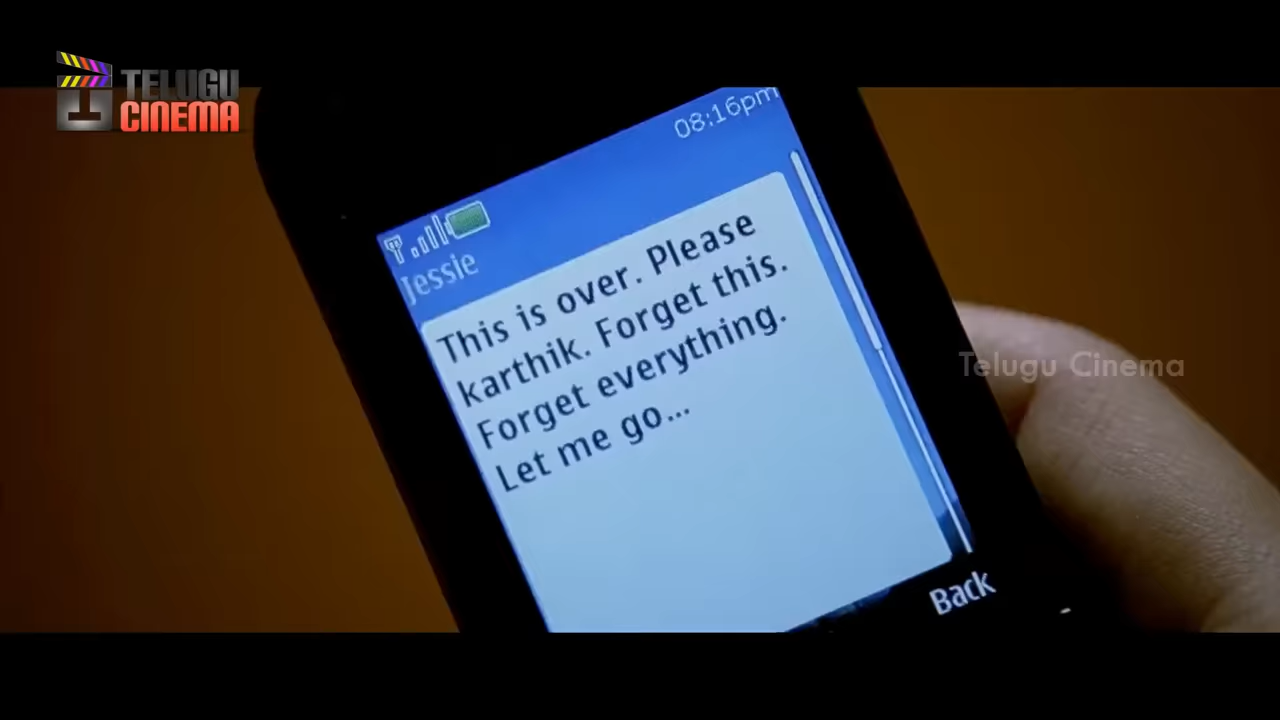 TELUGU
CINEMA
08:16pm
Jessie
This is over. Please
karthik. Forget this.
Forget everything.
Let me go...
Telugu Cinema
Back